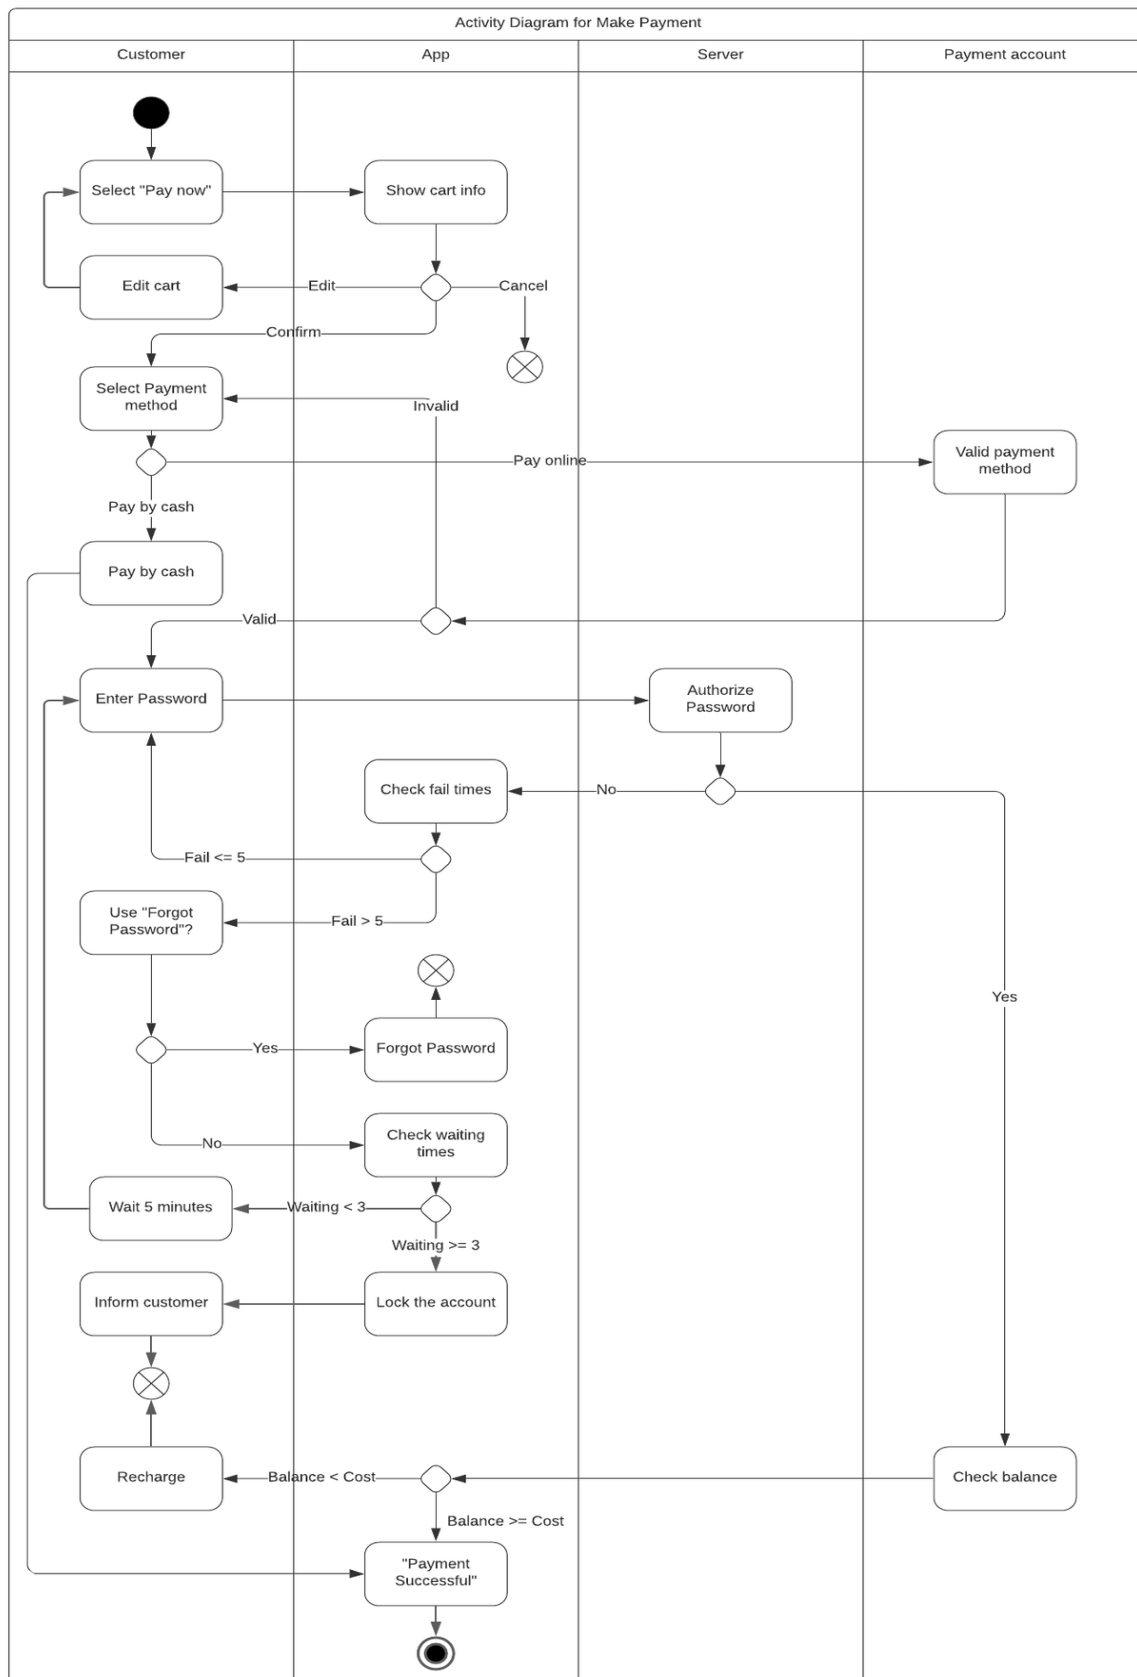 Activity Diagram for Make Payment
Customer
App
Server
Payment account
Select "Pay now"
Show cart info
Edit cart
Edit
Cancel
Confirm
Select Payment
method
Invalid
Pay online
Valid payment
method
Pay by cash
Pay by cash
Valid
Enter Password
Authorize
Password
Check fail times
No
Fail <= 5
Use "Forgot
Password"?
Fail > 5
Yes
Yes
Forgot Password
No
Check waiting
times
Wait 5 minutes
Waiting < 3
Waiting >= 3
Inform customer
Lock the account
Recharge
Balance < Cost
Check balance
Balance >= Cost
"Payment
Successful"